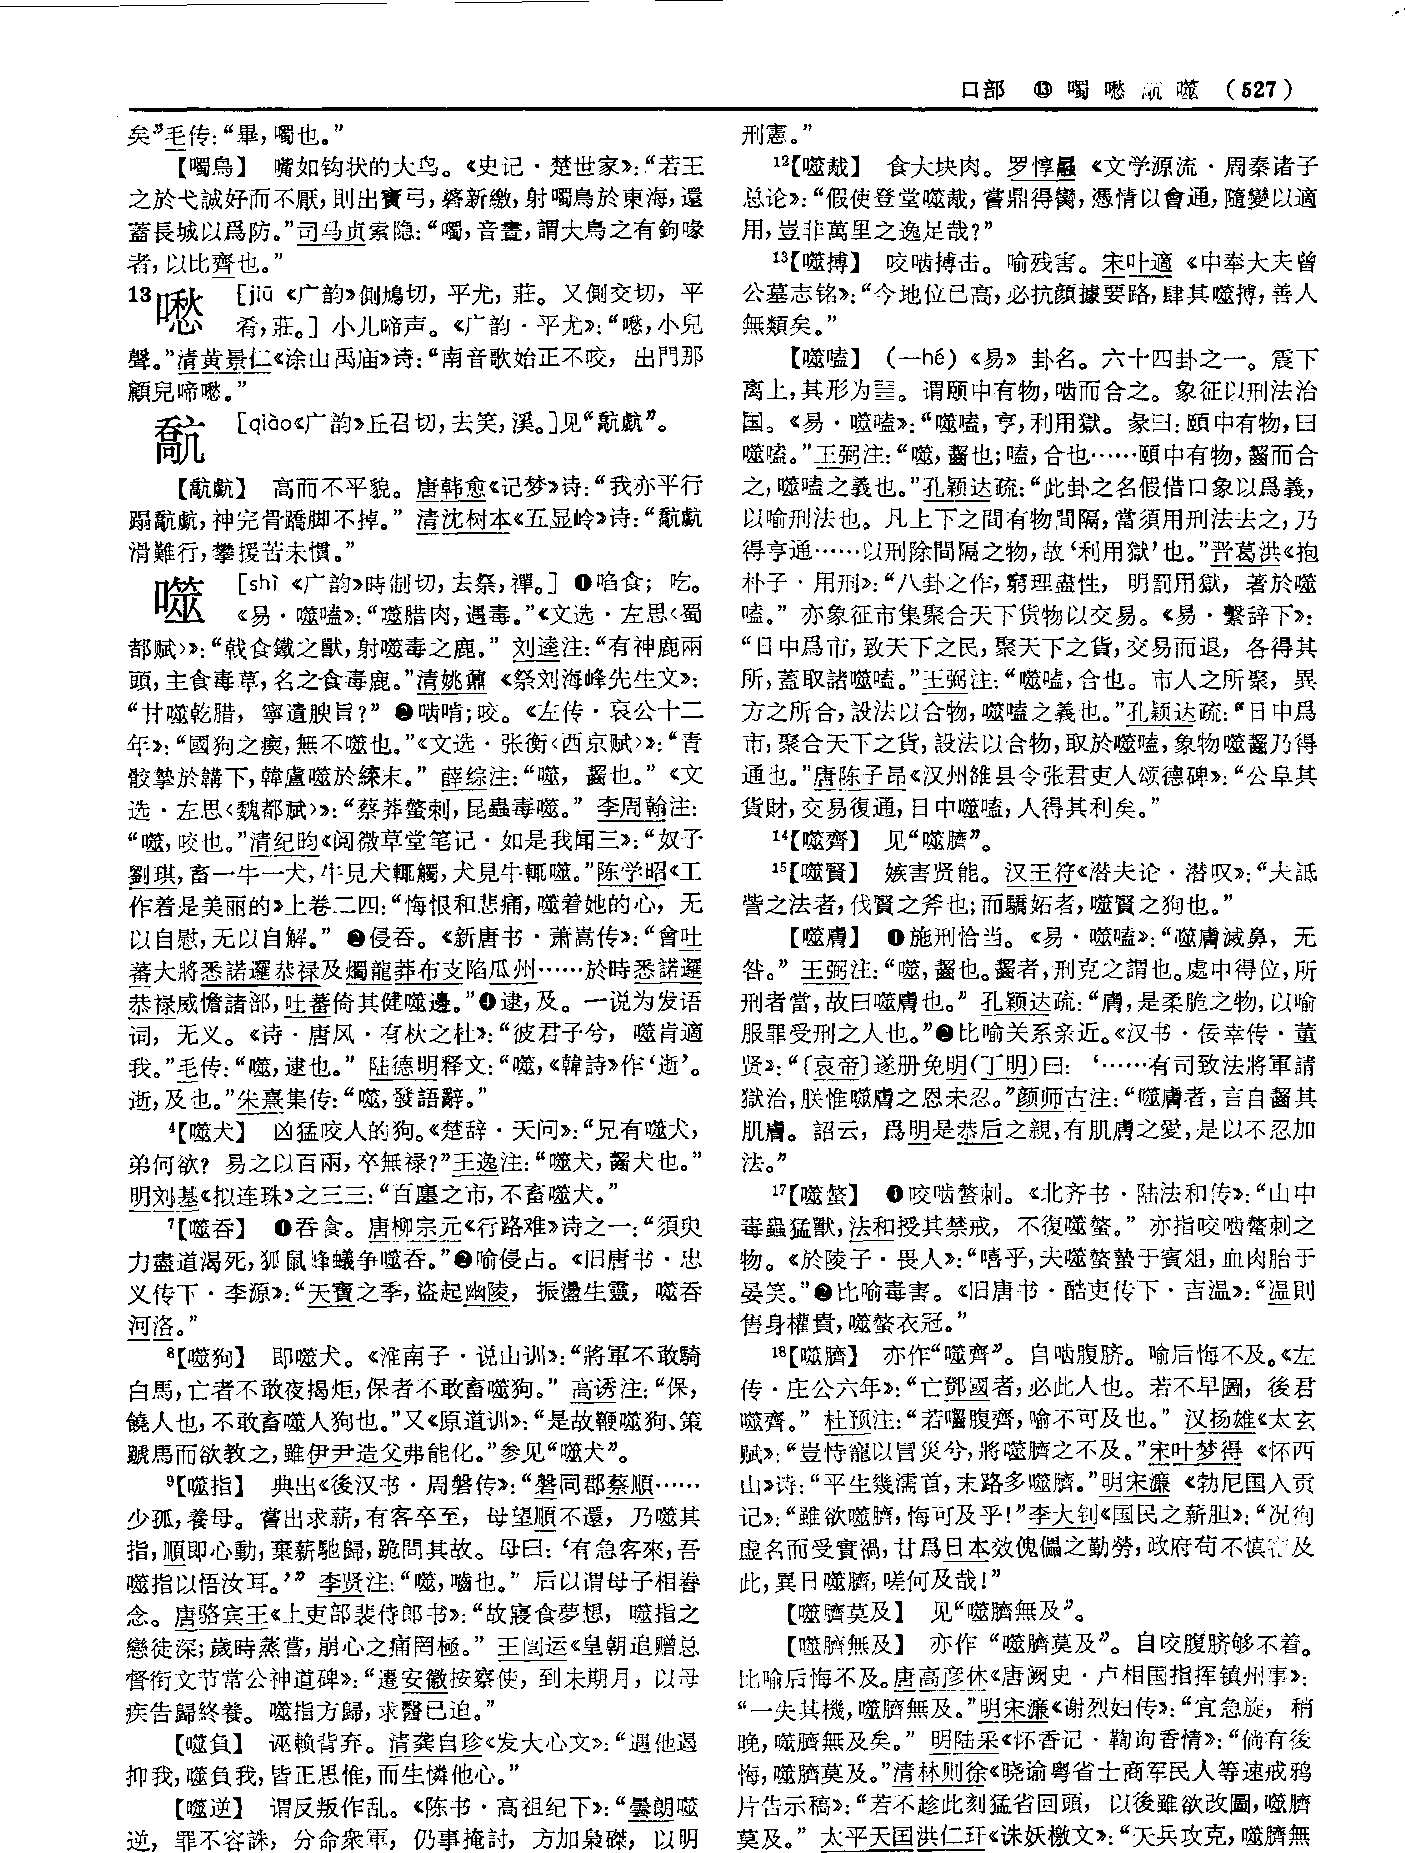 口部 ⑬ 噣 噋 髚 噬 (527)
矣”毛传：“畢，噣也。”
【噣鳥】 嘴如钩状的大鸟。《史记·楚世家》：“若王
之於弋誠好而不厭，則出寶弓，碆新繳，射噣鳥於東海，還
蓋長城以爲防。”司马贞索隐：“噣，音晝，謂大鳥之有鉤喙
者，以比齊也。”
13 [jiū 《广韵》側鳩切，平尤，莊。又側交切，平
肴，莊。] 小儿啼声。《广韵·平尤》：“，小兒
聲。”清黄景仁《涂山禹庙》诗：“南音歌始正不咬，出門那
顧兒啼。”
髚 [qiào《广韵》丘召切，去笑，溪。]见“髚”。
【髚】 高而不平貌。唐韩愈《记梦》诗：“我亦平行
蹋髚，神完骨蹻脚不掉。” 清沈树本《五显岭》诗：“髚
滑難行，攀援苦未慣。”
噬 [shì 《广韵》時制切，去祭，禪。] ❶啗食；吃。
《易·噬嗑》：“噬腊肉，遇毒。”《文选·左思〈蜀
都赋〉》：“戟食鐵之獸，射噬毒之鹿。” 刘逵注：“有神鹿兩
頭，主食毒草，名之食毒鹿。”清姚鼐 《祭刘海峰先生文》：
“甘噬乾腊，寧遺腴旨？” ❷啮啃；咬。《左传·哀公十二
年》：“國狗之瘈，無不噬也。”《文选·张衡〈西京赋〉》：“青
骹摯於韝下，韓盧噬於緤末。” 薛综注：“噬，齧也。” 《文
选·左思〈魏都赋〉》：“蔡莽螫刺，昆蟲毒噬。” 李周翰注：
“噬，咬也。”清纪昀《阅微草堂笔记·如是我闻三》：“奴子
劉琪，畜一牛一犬，牛見犬輒觸，犬見牛輒噬。”陈学昭《工
作着是美丽的》上卷二四：“悔恨和悲痛，噬着她的心，无
以自慰，无以自解。” ❸侵吞。《新唐书·萧嵩传》：“會吐
蕃大將悉諾邏恭禄及燭龍莽布支陷瓜州……於時悉諾邏
恭禄威憺諸部，吐蕃倚其健噬邊。”❹逮，及。一说为发语
词，无义。《诗·唐风·有杕之杜》：“彼君子兮，噬肯適
我。”毛传：“噬，逮也。” 陆德明释文：“噬，《韓詩》作‘逝’。
逝，及也。”朱熹集传：“噬，發語辭。”
4【噬犬】 凶猛咬人的狗。《楚辞·天问》：“兄有噬犬，
弟何欲？易之以百兩，卒無禄？”王逸注：“噬犬，齧犬也。”
明刘基《拟连珠》之三三：“百廛之市，不畜噬犬。”
7【噬吞】 ❶吞食。唐柳宗元《行路难》诗之一：“須臾
力盡道渴死，狐鼠蜂蟻争噬吞。”❷喻侵占。《旧唐书·忠
义传下·李源》：“天寶之季，盜起幽陵，振盪生靈，噬吞
河洛。”
8【噬狗】 即噬犬。《淮南子·说山训》：“將軍不敢騎
白馬，亡者不敢夜揭炬，保者不敢畜噬狗。” 高诱注：“保，
饒人也，不敢畜噬人狗也。”又《原道训》：“是故鞭噬狗、策
蹏馬而欲教之，雖伊尹造父弗能化。”参见“噬犬”。
9【噬指】 典出《後汉书·周磐传》：“磐同郡蔡順……
少孤，養母。嘗出求薪，有客卒至，母望順不還，乃噬其
指，順即心動，棄薪馳歸，跪問其故。母曰：‘有急客來，吾
噬指以悟汝耳。’” 李贤注：“噬，嚙也。” 后以谓母子相眷
念。唐骆宾王《上吏部裴侍郎书》：“故寢食夢想，噬指之
戀徒深；歲時蒸嘗，崩心之痛罔極。” 王闿运《皇朝追赠总
督衔文节常公神道碑》：“遷安徽按察使，到未期月，以母
疾告歸終養。噬指方歸，求醫已迫。”
【噬負】 诬赖背弃。清龚自珍《发大心文》：“遇他遏
抑我，噬負我，皆正思惟，而生憐他心。”
【噬逆】 谓反叛作乱。《陈书·高祖纪下》：“曇朗噬
逆，罪不容誅，分命衆軍，仍事掩討，方加梟磔，以明
刑憲。”
12【噬胾】 食大块肉。罗惇曧 《文学源流·周秦诸子
总论》：“假使登堂噬胾，嘗鼎得臠，憑情以會通，隨變以適
用，豈非萬里之逸足哉？”
13【噬搏】 咬啮搏击。喻残害。宋叶適 《中奉大夫曾
公墓志铭》：“今地位已高，必抗顔據要路，肆其噬搏，善人
無類矣。”
【噬嗑】 （—hé）《易》 卦名。六十四卦之一。震下
离上，其形为䷔。谓颐中有物，啮而合之。象征以刑法治
国。《易·噬嗑》：“噬嗑，亨，利用獄。彖曰：頤中有物，曰
噬嗑。”王弼注：“噬，齧也；嗑，合也……頤中有物，齧而合
之，噬嗑之義也。”孔颖达疏：“此卦之名假借口象以爲義，
以喻刑法也。凡上下之間有物間隔，當須用刑法去之，乃
得亨通……以刑除間隔之物，故‘利用獄’也。”晋葛洪《抱
朴子·用刑》：“八卦之作，窮理盡性，明罰用獄，著於噬
嗑。” 亦象征市集聚合天下货物以交易。《易·繫辞下》：
“日中爲市，致天下之民，聚天下之貨，交易而退，各得其
所，蓋取諸噬嗑。”王弼注：“噬嗑，合也。市人之所聚，異
方之所合，設法以合物，噬嗑之義也。”孔颖达疏：“日中爲
市，聚合天下之貨，設法以合物，取於噬嗑，象物噬齧乃得
通也。”唐陈子昂《汉州雒县令张君吏人颂德碑》：“公阜其
貨財，交易復通，日中噬嗑，人得其利矣。”
14【噬齊】 见“噬臍”。
15【噬賢】 嫉害贤能。汉王符《潜夫论·潜叹》：“夫詆
訾之法者，伐賢之斧也；而驕妬者，噬賢之狗也。”
【噬膚】 ❶施刑恰当。《易·噬嗑》：“噬膚滅鼻，无
咎。” 王弼注：“噬，齧也。齧者，刑克之謂也。處中得位，所
刑者當，故曰噬膚也。” 孔颖达疏：“膚，是柔脆之物，以喻
服罪受刑之人也。”❷比喻关系亲近。《汉书·佞幸传·董
贤》：“〔哀帝〕遂册免明（丁明）曰：‘……有司致法將軍請
獄治，朕惟噬膚之恩未忍。’”颜师古注：“噬膚者，言自齧其
肌膚。詔云，爲明是恭后之親，有肌膚之愛，是以不忍加
法。”
17【噬螫】 ❶咬啮螫刺。《北齐书·陆法和传》：“山中
毒蟲猛獸，法和授其禁戒，不復噬螫。” 亦指咬啮螫刺之
物。《於陵子·畏人》：“嘻乎，夫噬螫蟄于賓俎，血肉胎于
晏笑。”❷比喻毒害。《旧唐书·酷吏传下·吉温》：“温則
售身權貴，噬螫衣冠。”
18【噬臍】 亦作“噬齊”。自啮腹脐。喻后悔不及。《左
传·庄公六年》：“亡鄧國者，必此人也。若不早圖，後君
噬齊。” 杜预注：“若嚙腹齊，喻不可及也。” 汉扬雄《太玄
赋》：“豈恃寵以冒災兮，將噬臍之不及。”宋叶梦得 《怀西
山》诗：“平生幾濡首，末路多噬臍。”明宋濂 《勃尼国入贡
记》：“雖欲噬臍，悔可及乎！”李大钊《国民之薪胆》：“况徇
虚名而受實禍，甘爲日本效傀儡之勤勞，政府苟不慎審及
此，異日噬臍，嗟何及哉！”
【噬臍莫及】 见“噬臍無及”。
【噬臍無及】 亦作“噬臍莫及”。自咬腹脐够不着。
比喻后悔不及。唐高彦休《唐阙史·卢相国指挥镇州事》：
“一失其機，噬臍無及。”明宋濂《谢烈妇传》：“宜急旋，稍
晚，噬臍無及矣。” 明陆采《怀香记·鞫询香情》：“倘有後
悔，噬臍莫及。”清林则徐《晓谕粤省士商军民人等速戒鸦
片告示稿》：“若不趁此刻猛省回頭，以後雖欲改圖，噬臍
莫及。” 太平天国洪仁玕《诛妖檄文》：“天兵攻克，噬臍無